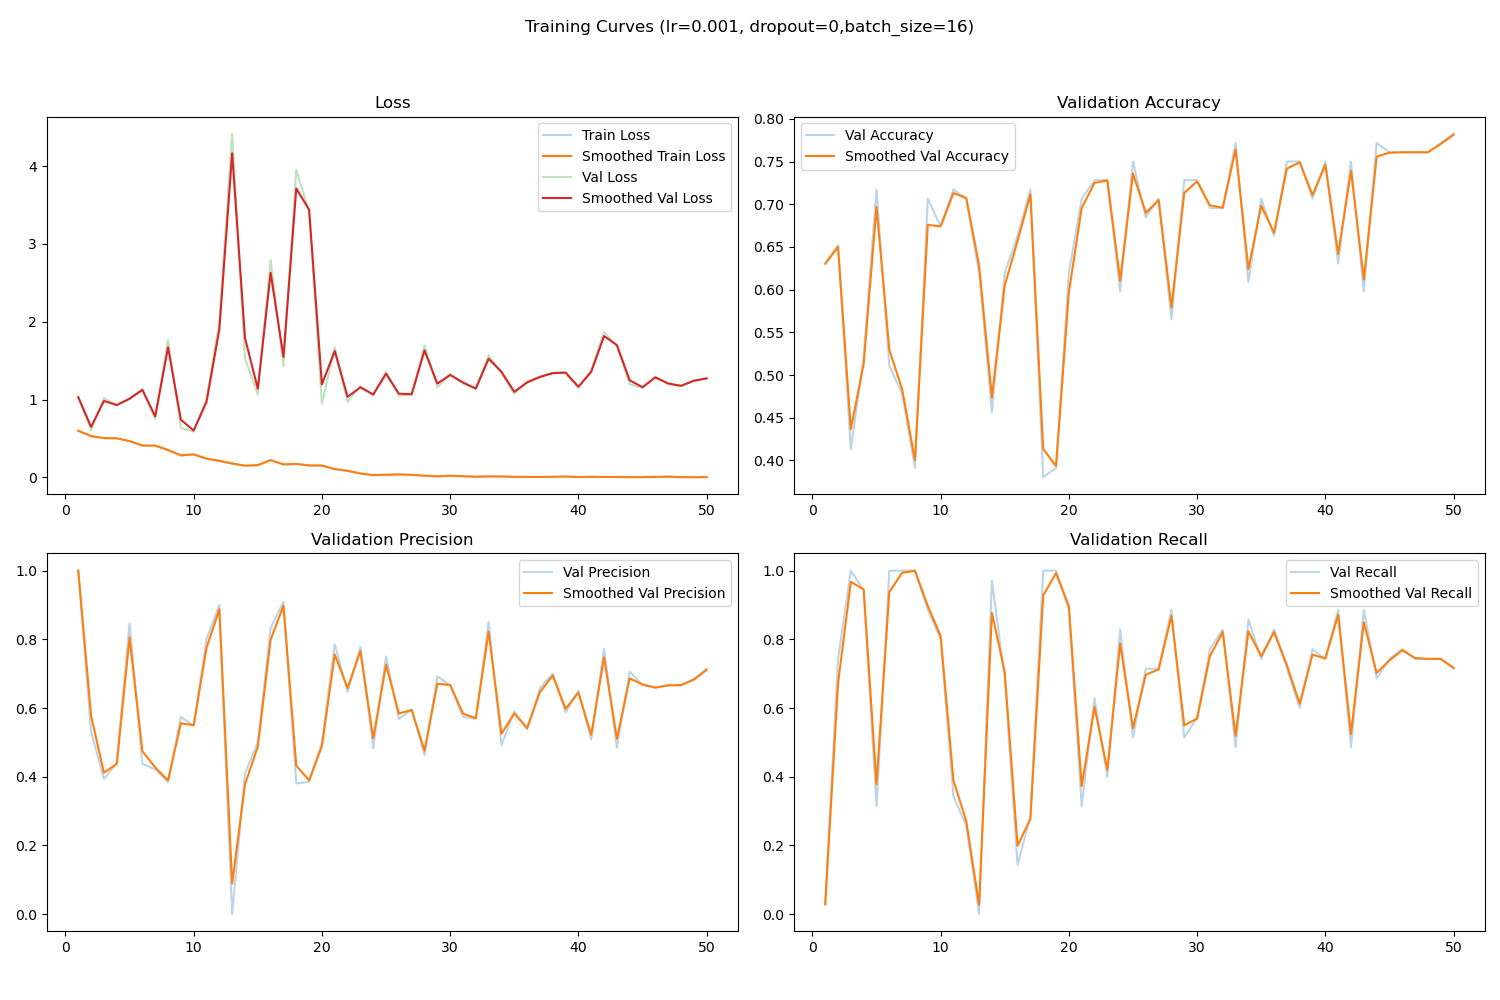 Training Curves (lr=0.001, dropout=0,batch_size=16)
Loss
Train Loss
Smoothed Train Loss
Val Loss
Smoothed Val Loss
4
3
2
1
0
0 10 20 30 40 50
Validation Accuracy
Val Accuracy
Smoothed Val Accuracy
0.80
0.75
0.70
0.65
0.60
0.55
0.50
0.45
0.40
0 10 20 30 40 50
Validation Precision
Val Precision
Smoothed Val Precision
1.0
0.8
0.6
0.4
0.2
0.0
0 10 20 30 40 50
Validation Recall
Val Recall
Smoothed Val Recall
1.0
0.8
0.6
0.4
0.2
0.0
0 10 20 30 40 50